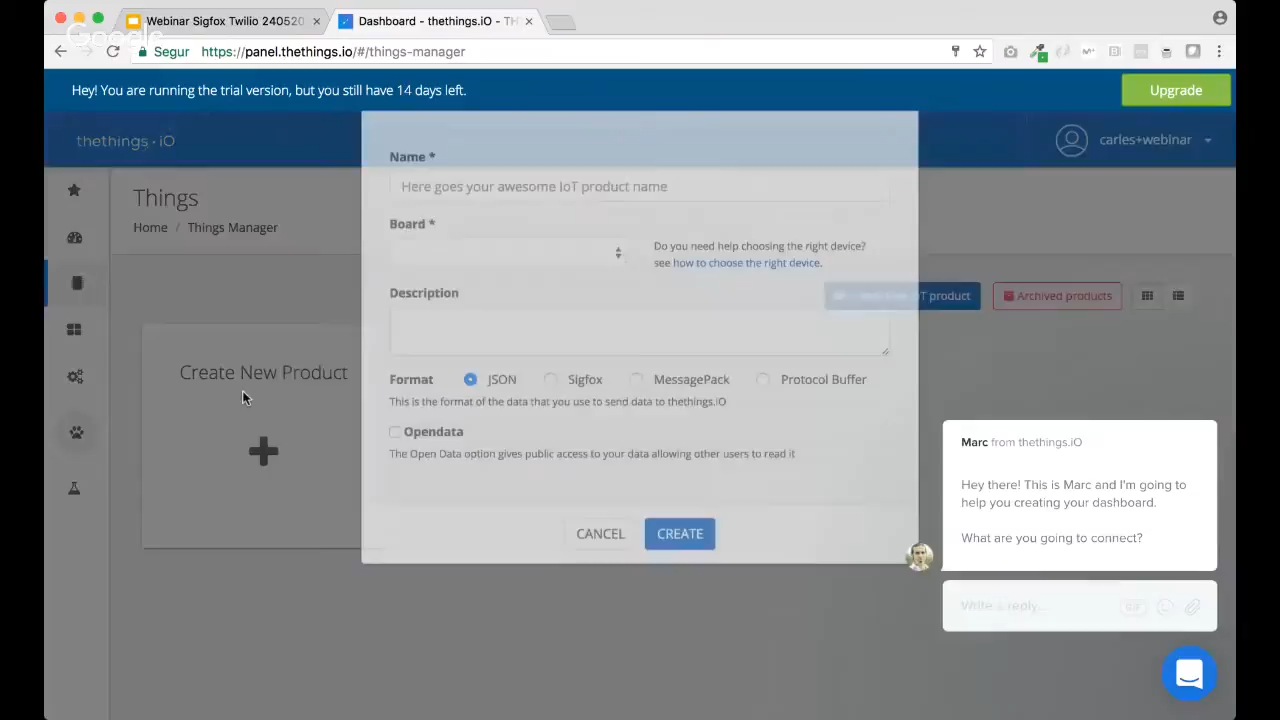 Webinar Sigfox Twilio 240520
Dashboard - thethings.iO - TH
Google
Segur
https://panel.thethings.io/#/things-manager
Hey! You are running the trial version, but you still have 14 days left.
Upgrade
thethings·iO
carles+webinar
Things
Home / Things Manager
Name *
Here goes your awesome IoT product name
Board *
Do you need help choosing the right device?
see how to choose the right device.
Description
product
Archived products
Create New Product
Format
JSON
Sigfox
MessagePack
Protocol Buffer
This is the format of the data that you use to send data to thethings.iO
Opendata
The Open Data option gives public access to your data allowing other users to read it
CANCEL
CREATE
Marc from thethings.iO
Hey there! This is Marc and I'm going to
help you creating your dashboard.
What are you going to connect?
Write a reply...
GIF